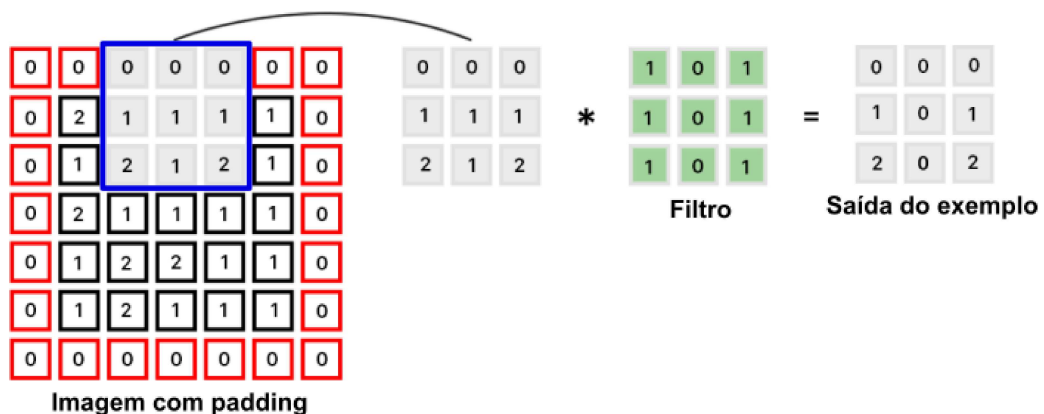 0 0 0 0 0 0 0 0 0 0 1 0 1 0 0 0
0 2 1 1 1 1 0 1 1 1 * 1 0 1 = 1 0 1
0 1 2 1 2 1 0 2 1 2 1 0 1 2 0 2
0 2 1 1 1 1 0 Filtro Saída do exemplo
0 1 2 2 1 1 0
0 1 2 1 1 1 0
0 0 0 0 0 0 0
Imagem com padding